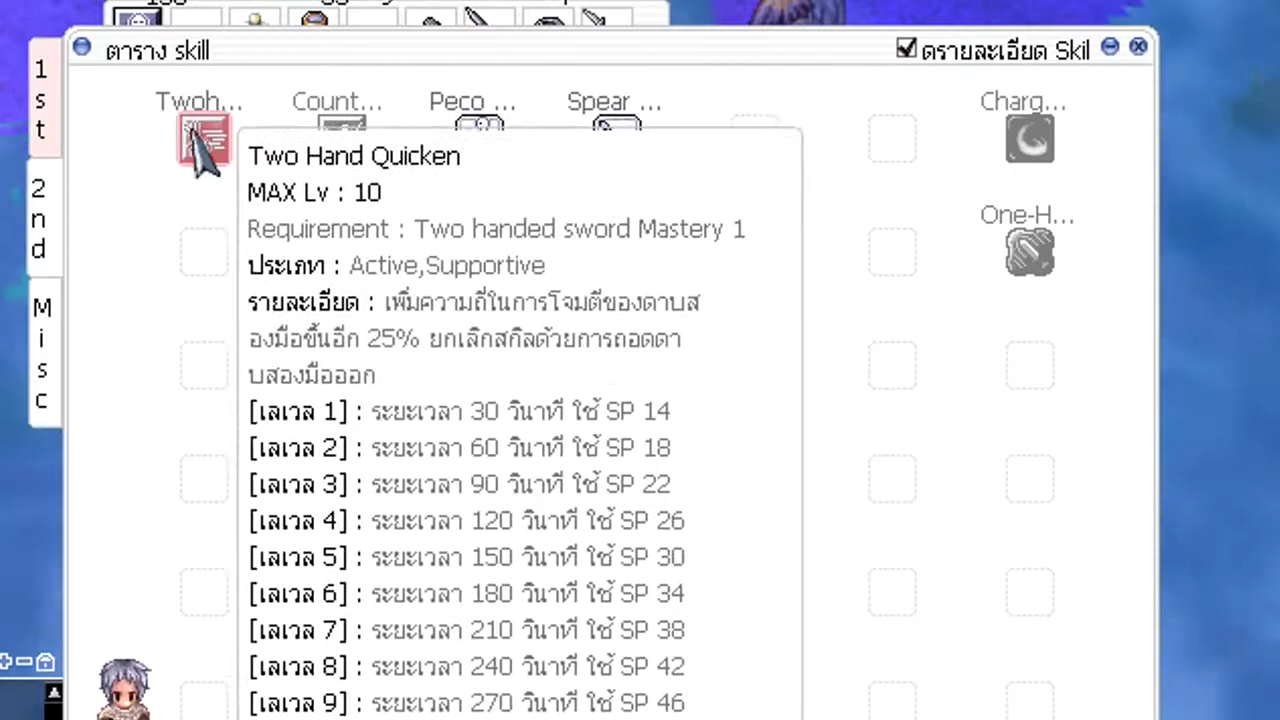 ตาราง skill
ดรายละเอียด Skil
1st
2nd
Misc
Twoh...
Count...
Peco ...
Spear ...
Charg...
One-H...
Two Hand Quicken
MAX Lv : 10
Requirement : Two handed sword Mastery 1
ประเภท : Active,Supportive
รายละเอียด : เพิ่มความถี่ในการโจมตีของดาบส
องมือขึ้นอีก 25% ยกเลิกสกิลด้วยการถอดดา
บสองมือออก
[เลเวล 1] : ระยะเวลา 30 วินาที ใช้ SP 14
[เลเวล 2] : ระยะเวลา 60 วินาที ใช้ SP 18
[เลเวล 3] : ระยะเวลา 90 วินาที ใช้ SP 22
[เลเวล 4] : ระยะเวลา 120 วินาที ใช้ SP 26
[เลเวล 5] : ระยะเวลา 150 วินาที ใช้ SP 30
[เลเวล 6] : ระยะเวลา 180 วินาที ใช้ SP 34
[เลเวล 7] : ระยะเวลา 210 วินาที ใช้ SP 38
[เลเวล 8] : ระยะเวลา 240 วินาที ใช้ SP 42
[เลเวล 9] : ระยะเวลา 270 วินาที ใช้ SP 46